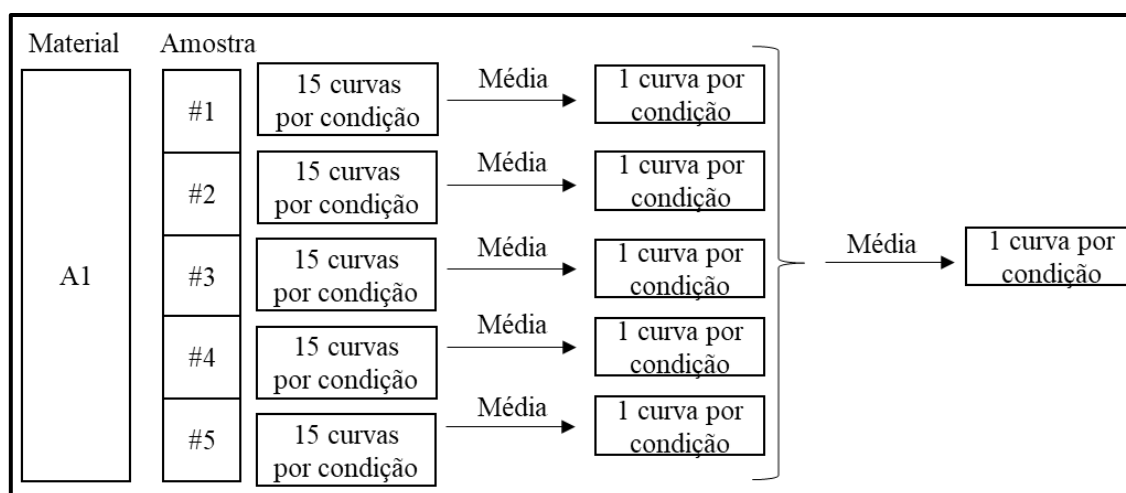 Material
Amostra
A1
#1
15 curvas
por condição
Média
1 curva por
condição
#2
15 curvas
por condição
Média
1 curva por
condição
#3
15 curvas
por condição
Média
1 curva por
condição
#4
15 curvas
por condição
Média
1 curva por
condição
#5
15 curvas
por condição
Média
1 curva por
condição
Média
1 curva por
condição